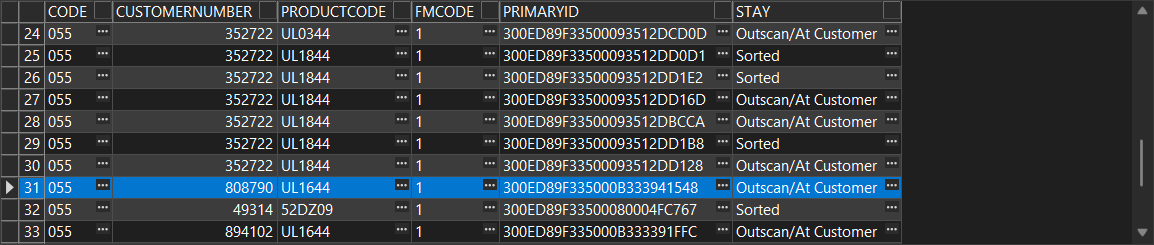 CODE CUSTOMERNUMBER PRODUCTCODE FMCODE PRIMARYID STAY
24 055 ... 352722 UL0344 ... 1 ... 300ED89F33500093512DCD0D ... Outscan/At Customer ...
25 055 ... 352722 UL1844 ... 1 ... 300ED89F33500093512DD0D1 ... Sorted ...
26 055 ... 352722 UL1844 ... 1 ... 300ED89F33500093512DD1E2 ... Sorted ...
27 055 ... 352722 UL1844 ... 1 ... 300ED89F33500093512DD16D ... Outscan/At Customer ...
28 055 ... 352722 UL1844 ... 1 ... 300ED89F33500093512DBCCA ... Outscan/At Customer ...
29 055 ... 352722 UL1844 ... 1 ... 300ED89F33500093512DD1B8 ... Sorted ...
30 055 ... 352722 UL1844 ... 1 ... 300ED89F33500093512DD128 ... Outscan/At Customer ...
31 055 ... 808790 UL1644 ... 1 ... 300ED89F335000B333941548 ... Outscan/At Customer ...
32 055 ... 49314 52DZ09 ... 1 ... 300ED89F33500080004FC767 ... Sorted ...
33 055 ... 894102 UL1644 ... 1 ... 300ED89F335000B333391FFC ... Outscan/At Customer ...